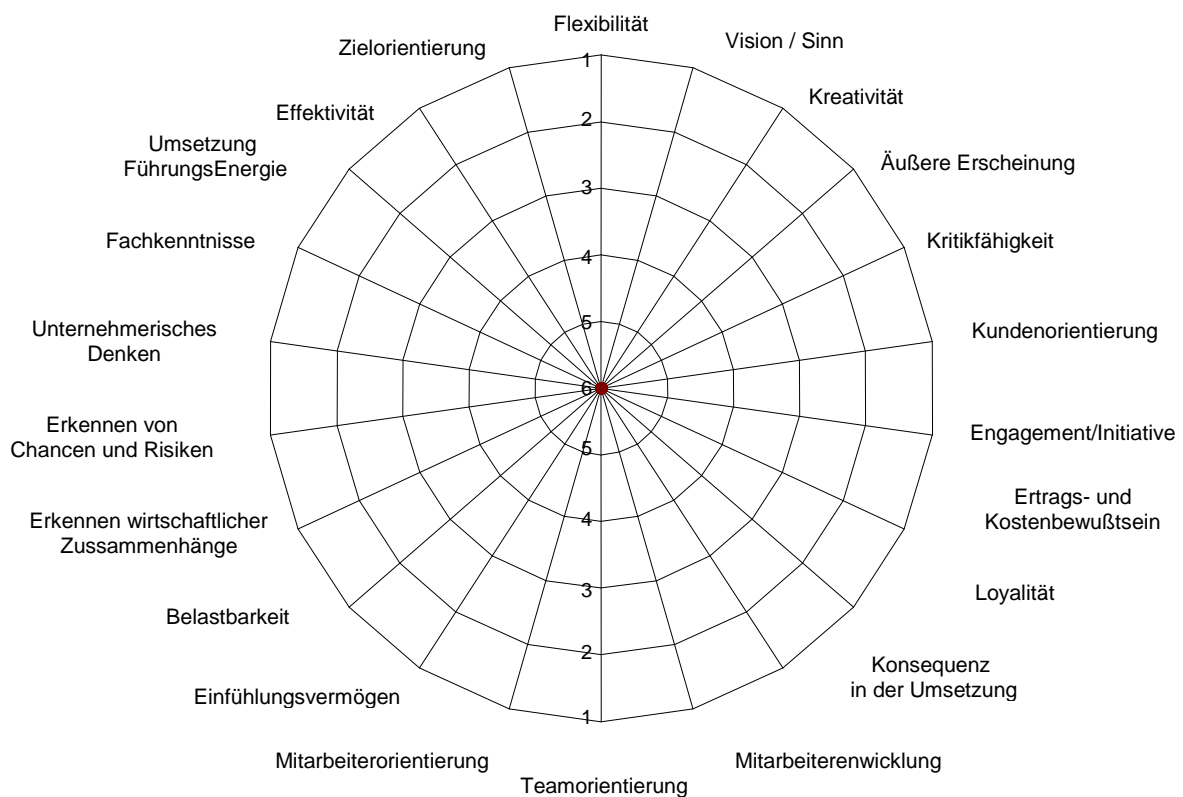 Flexibilität
Vision / Sinn
Zielorientierung
1
Kreativität
Effektivität
2
Umsetzung
FührungsEnergie
Äußere Erscheinung
3
Fachkenntnisse
Kritikfähigkeit
4
Unternehmerisches
Denken
5
Kundenorientierung
6
Erkennen von
Chancen und Risiken
Engagement/Initiative
5
Ertrags- und
Kostenbewußtsein
Erkennen wirtschaftlicher
Zussammenhänge
4
Loyalität
3
Belastbarkeit
2
Konsequenz
in der Umsetzung
Einfühlungsvermögen
1
Mitarbeiterorientierung
Mitarbeiterenwicklung
Teamorientierung